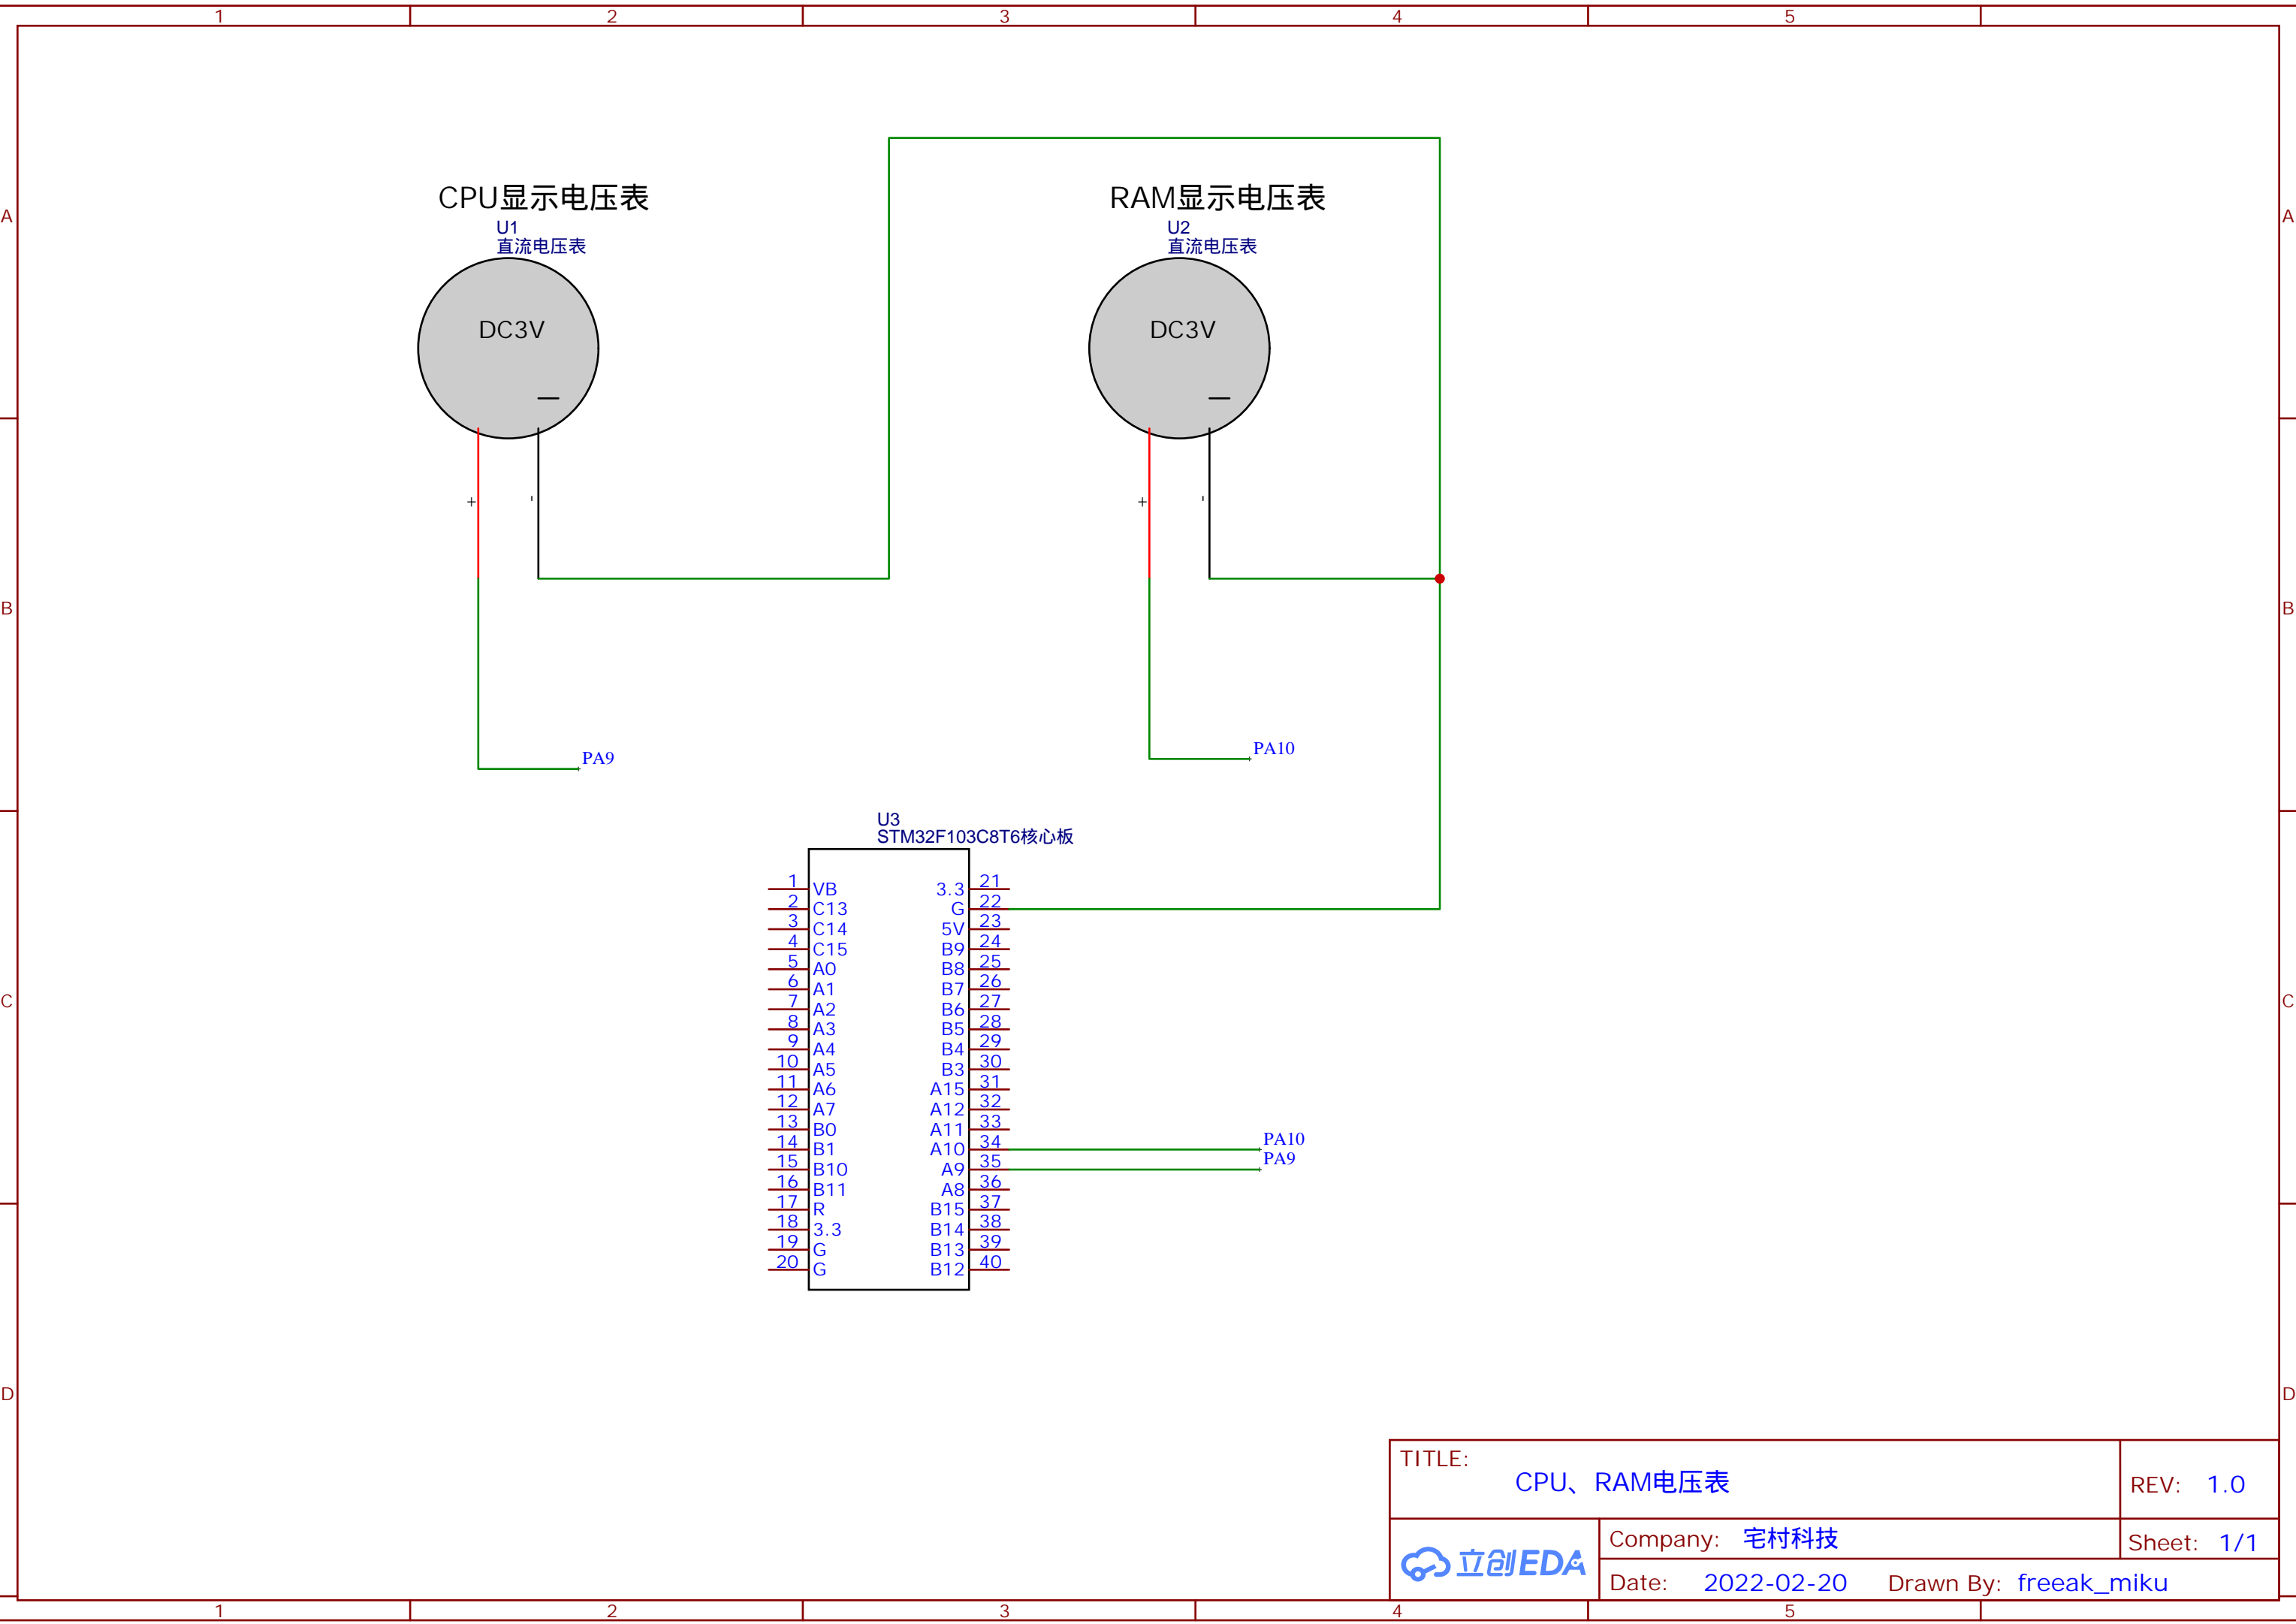 1 2 3 4 5
A A
CPU显示电压表
U1
直流电压表
DC3V
+ -
RAM显示电压表
U2
直流电压表
DC3V
+ -
B B
PA9
PA10
U3
STM32F103C8T6核心板
1 VB 3.3 21
2 C13 G 22
3 C14 5V 23
4 C15 B9 24
5 A0 B8 25
6 A1 B7 26
7 A2 B6 27
8 A3 B5 28
9 A4 B4 29
10 A5 B3 30
11 A6 A15 31
12 A7 A12 32
13 B0 A11 33
14 B1 A10 34 PA10
15 B10 A9 35 PA9
16 B11 A8 36
17 R B15 37
18 3.3 B14 38
19 G B13 39
20 G B12 40
C C
D D
TITLE:
CPU、RAM电压表
REV: 1.0
立创EDA
Company: 宅村科技
Sheet: 1/1
Date: 2022-02-20
Drawn By: freeak_miku
1 2 3 4 5